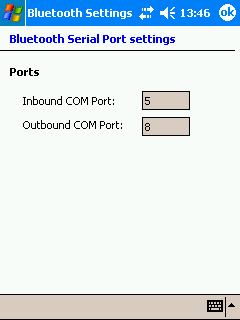 Bluetooth Settings 13:46 ok
Bluetooth Serial Port settings
Ports
Inbound COM Port: 5
Outbound COM Port: 8